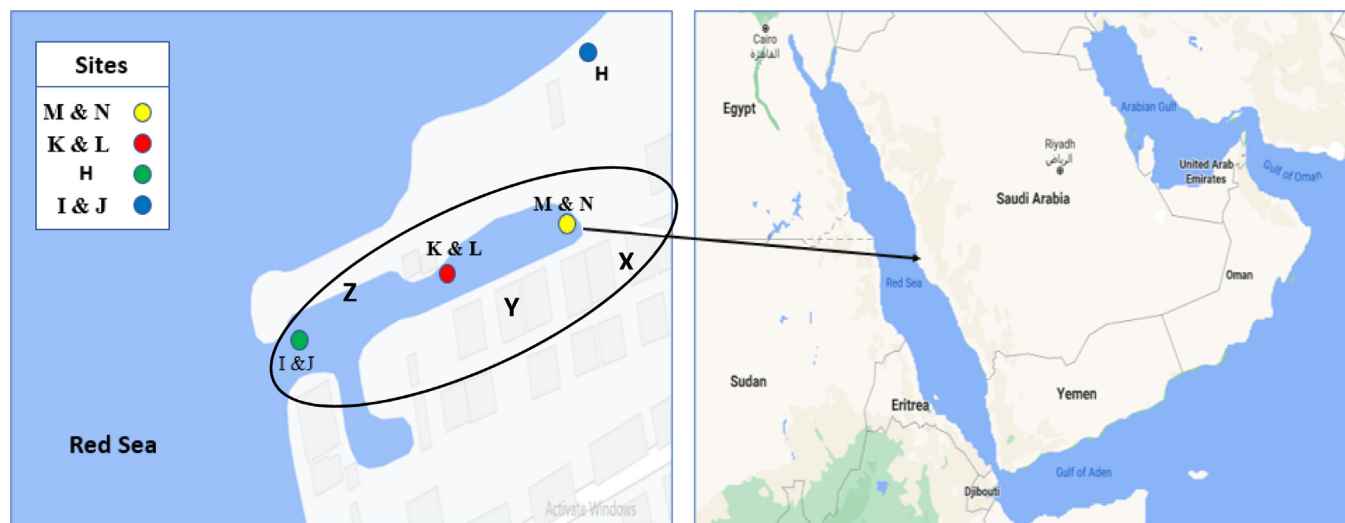 Sites
M & N
K & L
H
I & J
H
M & N
K & L
X
Z
Y
I &J
Red Sea
Activate Windows
Cairo
القاهرة
Egypt
Arabian Gulf
Riyadh
الرياض
United Arab
Emirates
Gulf of Oman
Saudi Arabia
Oman
Red Sea
Sudan
Eritrea
Yemen
Gulf of Aden
Djibouti